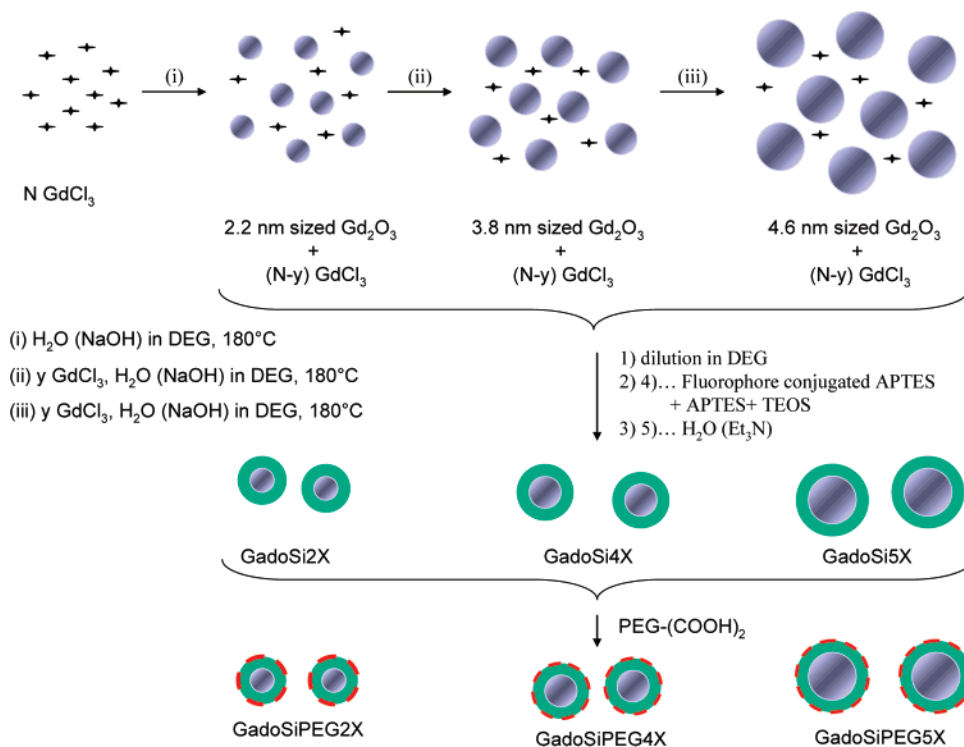 (i)
(ii)
(iii)
N GdCl₃
2.2 nm sized Gd₂O₃
+
(N-y) GdCl₃
3.8 nm sized Gd₂O₃
+
(N-y) GdCl₃
4.6 nm sized Gd₂O₃
+
(N-y) GdCl₃
(i) H₂O (NaOH) in DEG, 180°C
(ii) y GdCl₃, H₂O (NaOH) in DEG, 180°C
(iii) y GdCl₃, H₂O (NaOH) in DEG, 180°C
1) dilution in DEG
2) 4)... Fluorophore conjugated APTES
+ APTES+ TEOS
3) 5)... H₂O (Et₃N)
GadoSi2X
GadoSi4X
GadoSi5X
PEG-(COOH)₂
GadoSiPEG2X
GadoSiPEG4X
GadoSiPEG5X